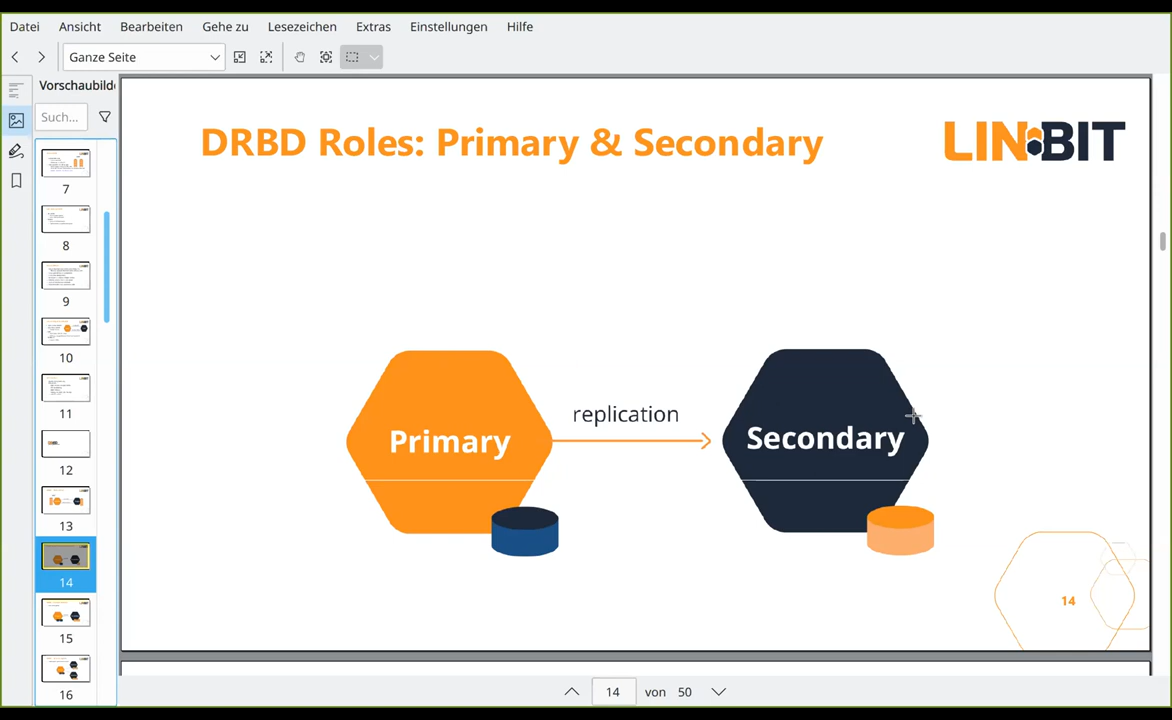 Datei Ansicht Bearbeiten Gehe zu Lesezeichen Extras Einstellungen Hilfe
Ganze Seite
Vorschaubild
Such...
7
8
9
10
11
12
13
14
15
16
DRBD Roles: Primary & Secondary
LINBIT
Primary
replication
Secondary
14
14 von 50